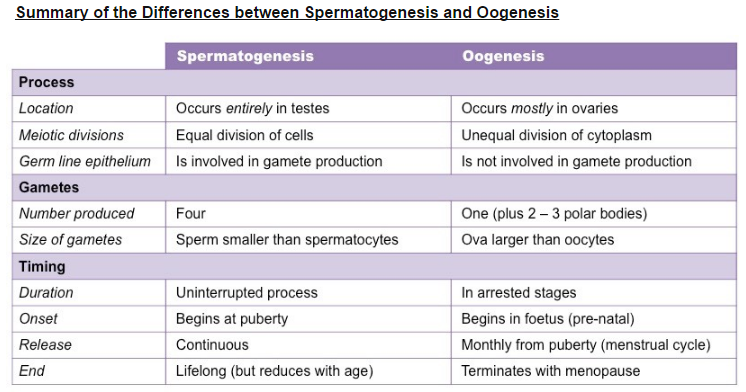 Summary of the Differences between Spermatogenesis and Oogenesis
Spermatogenesis Oogenesis
Process
Location Occurs entirely in testes Occurs mostly in ovaries
Meiotic divisions Equal division of cells Unequal division of cytoplasm
Germ line epithelium Is involved in gamete production Is not involved in gamete production
Gametes
Number produced Four One (plus 2 – 3 polar bodies)
Size of gametes Sperm smaller than spermatocytes Ova larger than oocytes
Timing
Duration Uninterrupted process In arrested stages
Onset Begins at puberty Begins in foetus (pre-natal)
Release Continuous Monthly from puberty (menstrual cycle)
End Lifelong (but reduces with age) Terminates with menopause